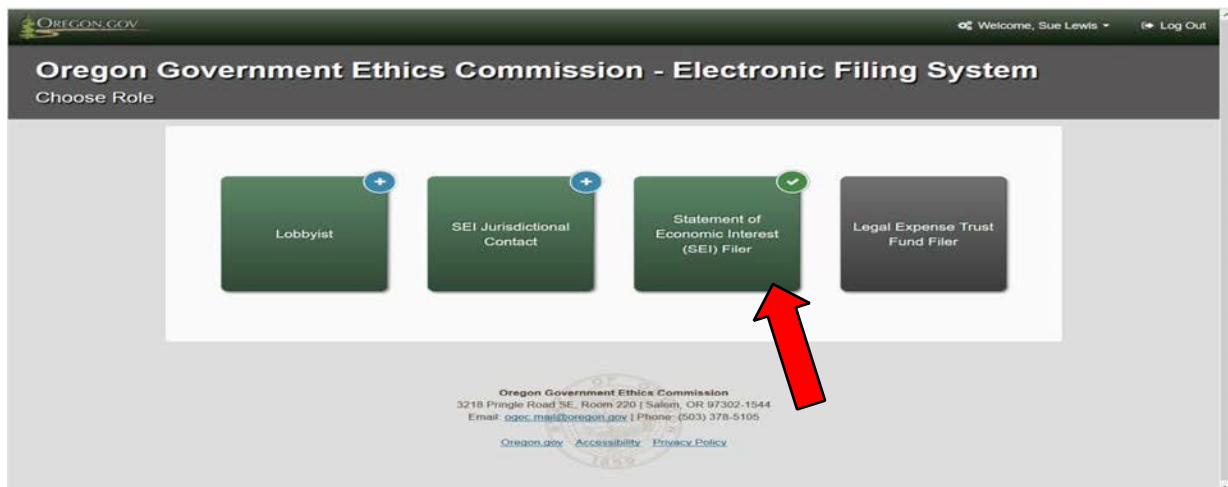 OREGON.GOV
Welcome, Sue Lewis
Log Out
Oregon Government Ethics Commission - Electronic Filing System
Choose Role
Lobbyist
SEI Jurisdictional
Contact
Statement of
Economic Interest
(SEI) Filer
Legal Expense Trust
Fund Filer
Oregon Government Ethics Commission
3218 Pringle Road SE, Room 220 | Salem, OR 97302-1544
Email: ogec.mail@oregon.gov | Phone: (503) 378-5105
Oregon.gov Accessibility Privacy Policy
1859